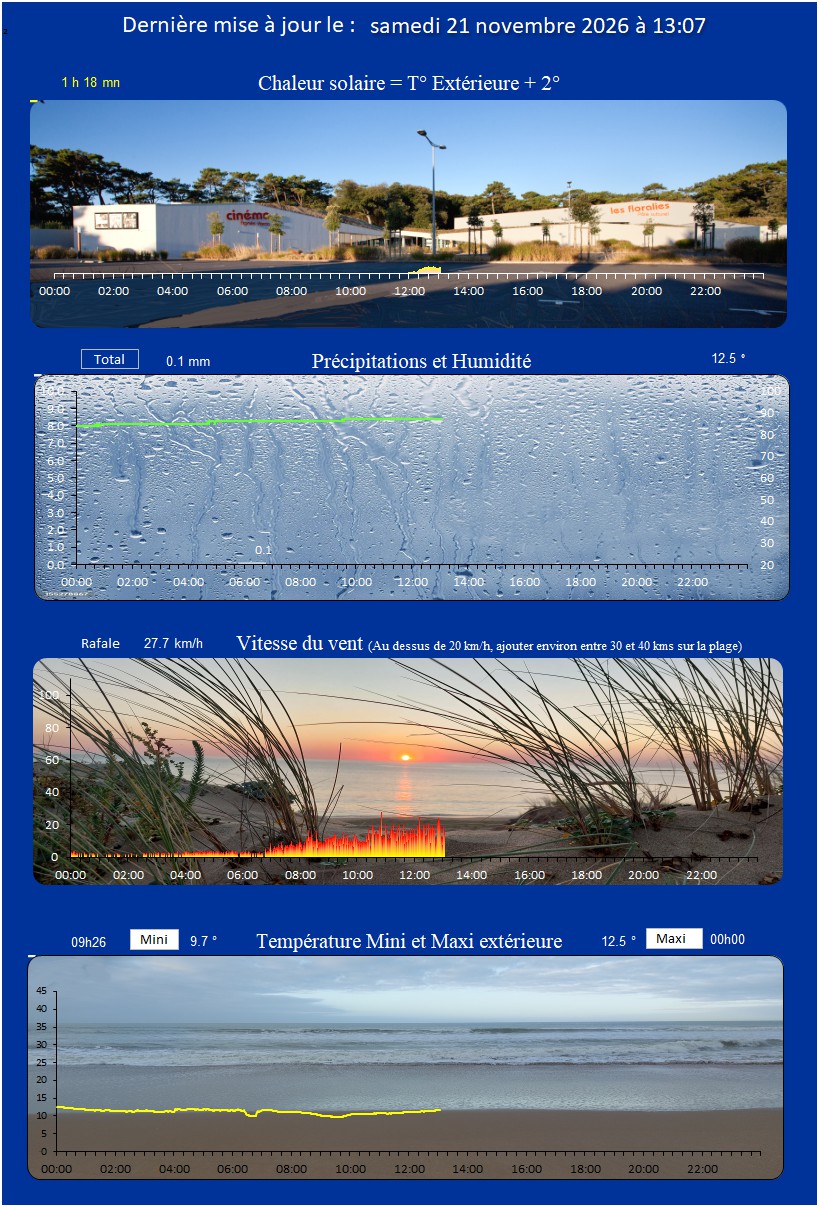 Dernière mise à jour le : samedi 21 novembre 2026 à 13:07
1 h 18 mn
Chaleur solaire = T° Extérieure + 2°
cinéma
les floralies
00:00 02:00 04:00 06:00 08:00 10:00 12:00 14:00 16:00 18:00 20:00 22:00
Total 0.1 mm
Précipitations et Humidité
12.5 °
10.0 100
9.0 90
8.0 80
7.0 70
6.0 60
5.0 50
4.0 40
3.0
2.0 30
1.0
0.1
0.0 20
00:00 02:00 04:00 06:00 08:00 10:00 12:00 14:00 16:00 18:00 20:00 22:00
Rafale 27.7 km/h
Vitesse du vent (Au dessus de 20 km/h, ajouter environ entre 30 et 40 kms sur la plage)
100
80
60
40
20
0
00:00 02:00 04:00 06:00 08:00 10:00 12:00 14:00 16:00 18:00 20:00 22:00
09h26 Mini 9.7 °
Température Mini et Maxi extérieure
12.5 ° Maxi 00h00
45
40
35
30
25
20
15
10
5
0
00:00 02:00 04:00 06:00 08:00 10:00 12:00 14:00 16:00 18:00 20:00 22:00